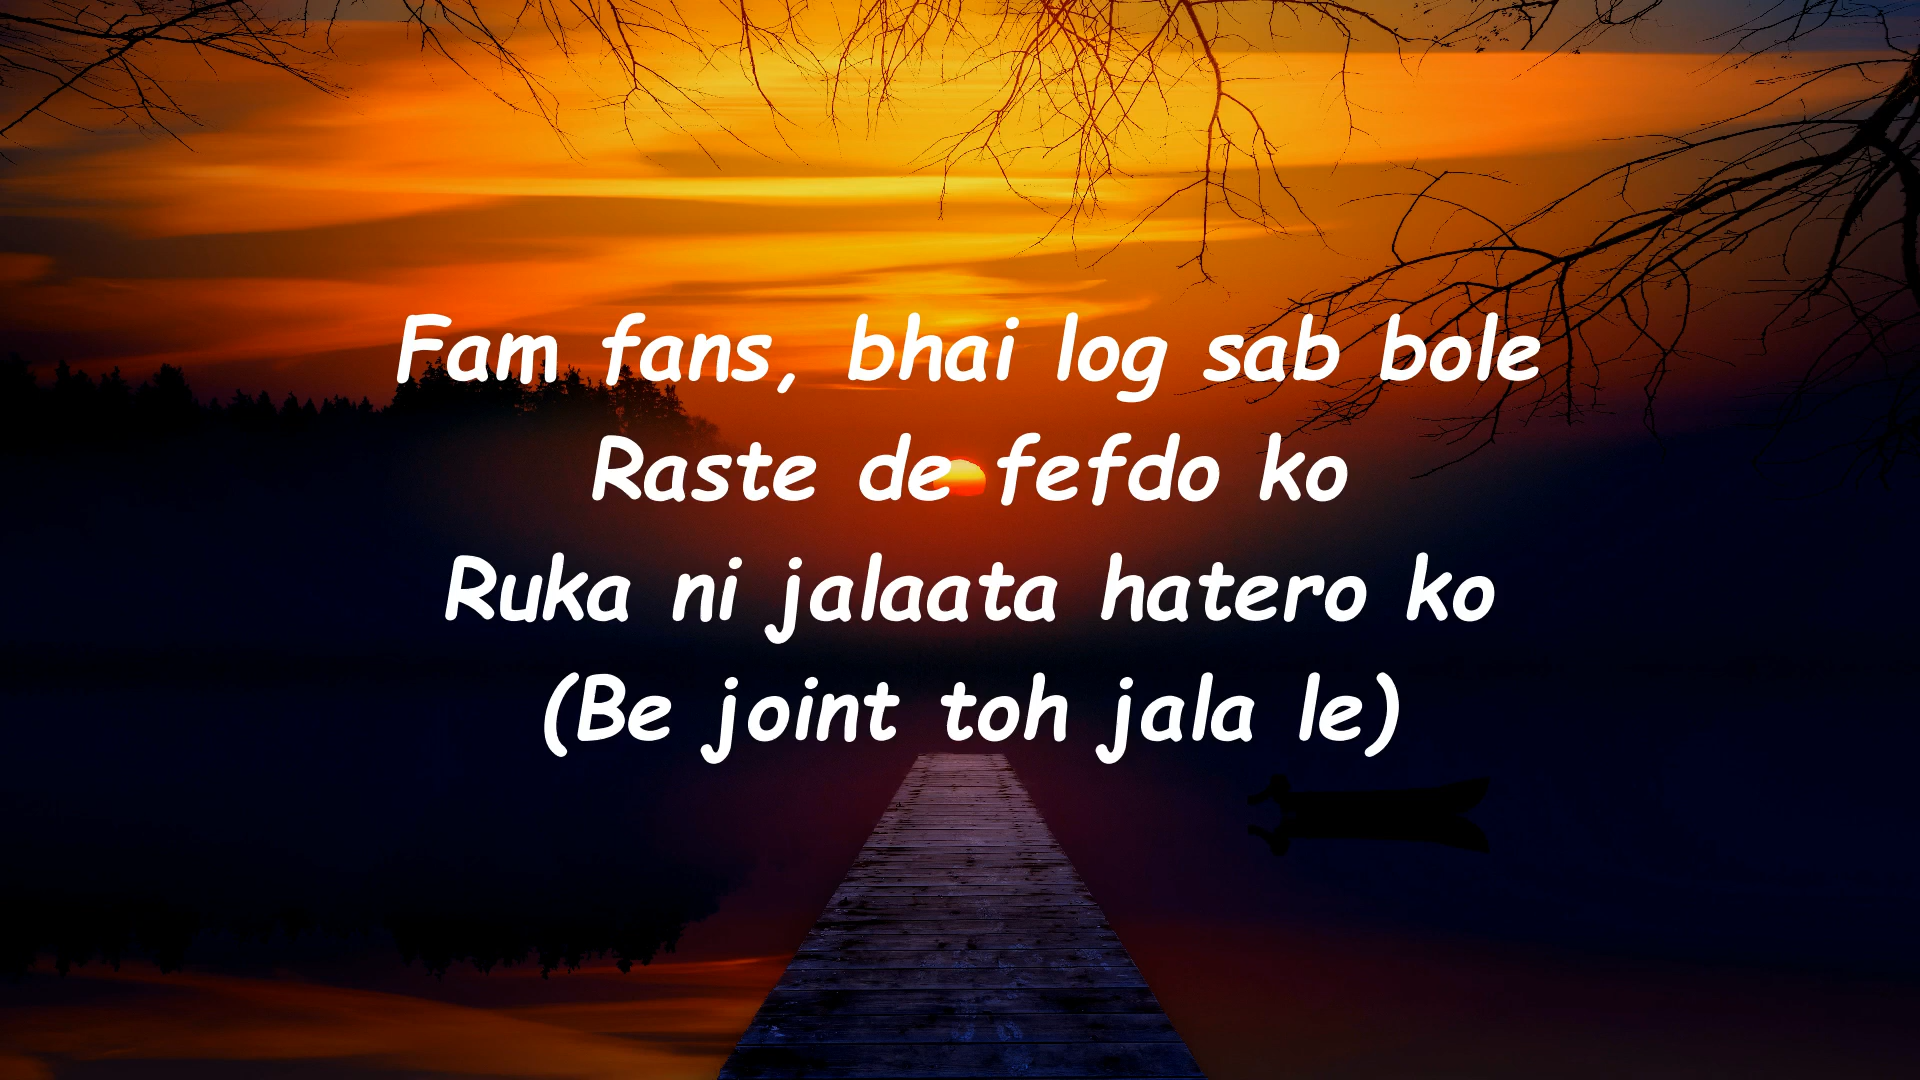 Fam fans, bhai log sab bole
Raste de fefdo ko
Ruka ni jalaata hatero ko
(Be joint toh jala le)